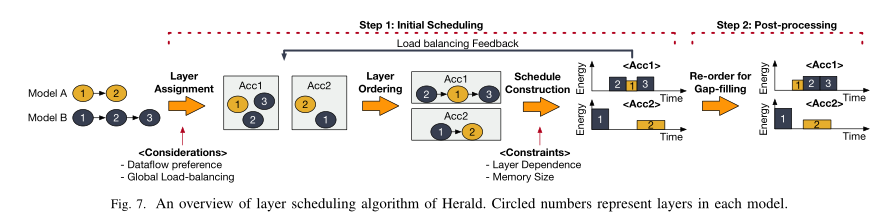 Step 1: Initial Scheduling
Step 2: Post-processing
Load balancing Feedback
Model A
1 2
Model B
1 2 3
Layer
Assignment
<Considerations>
- Dataflow preference
- Global Load-balancing
Acc1
1 3
2
Acc2
2
1
Layer
Ordering
Acc1
2 1 3
Acc2
1 2
Schedule
Construction
<Constraints>
- Layer Dependence
- Memory Size
<Acc1>
Energy
2 1 3
Time
<Acc2>
Energy
1 2
Time
Re-order for
Gap-filling
<Acc1>
Energy
1 2 3
Time
<Acc2>
Energy
1 2
Time
Fig. 7. An overview of layer scheduling algorithm of Herald. Circled numbers represent layers in each model.